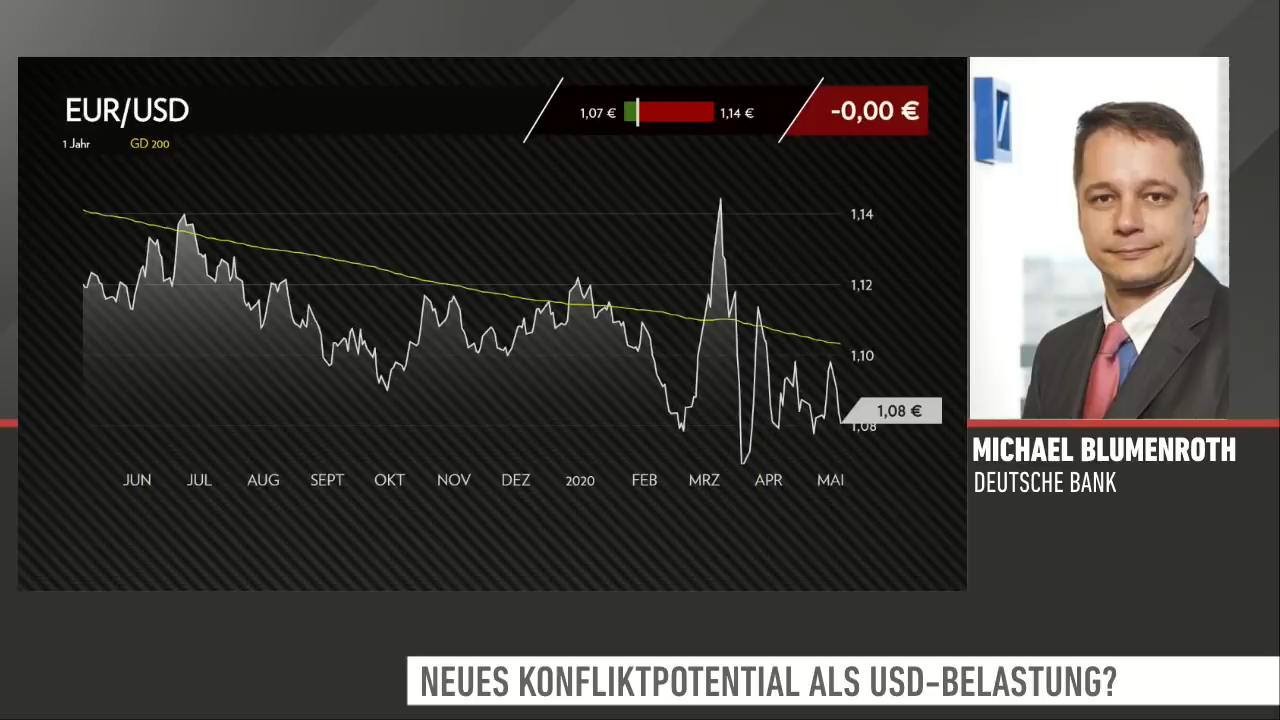 EUR/USD
1 Jahr GD 200
1,07 € 1,14 €
-0,00 €
1,14
1,12
1,10
1,08 €
1,08
JUN JUL AUG SEPT OKT NOV DEZ 2020 FEB MRZ APR MAI
MICHAEL BLUMENROTH
DEUTSCHE BANK
NEUES KONFLIKTPOTENTIAL ALS USD-BELASTUNG?